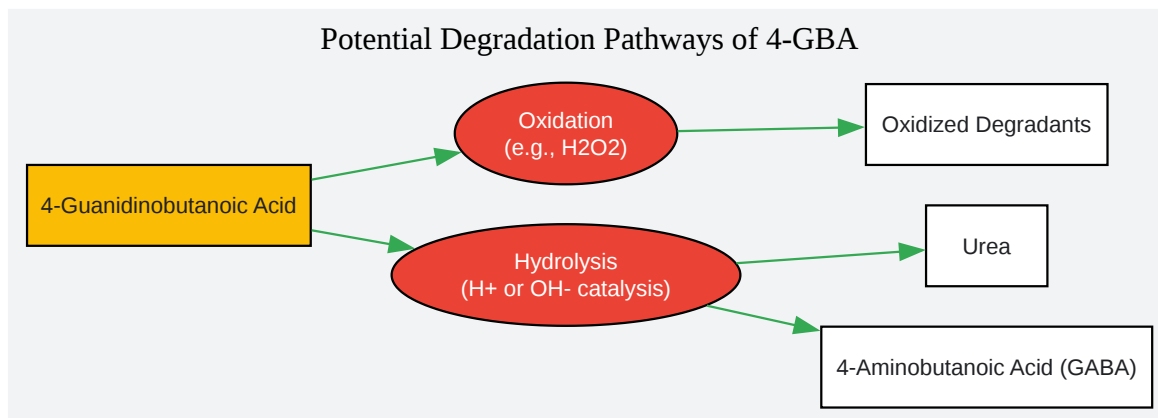 Potential Degradation Pathways of 4-GBA
Oxidation
(e.g., H2O2)
Oxidized Degradants
4-Guanidinobutanoic Acid
Hydrolysis
(H+ or OH- catalysis)
Urea
4-Aminobutanoic Acid (GABA)